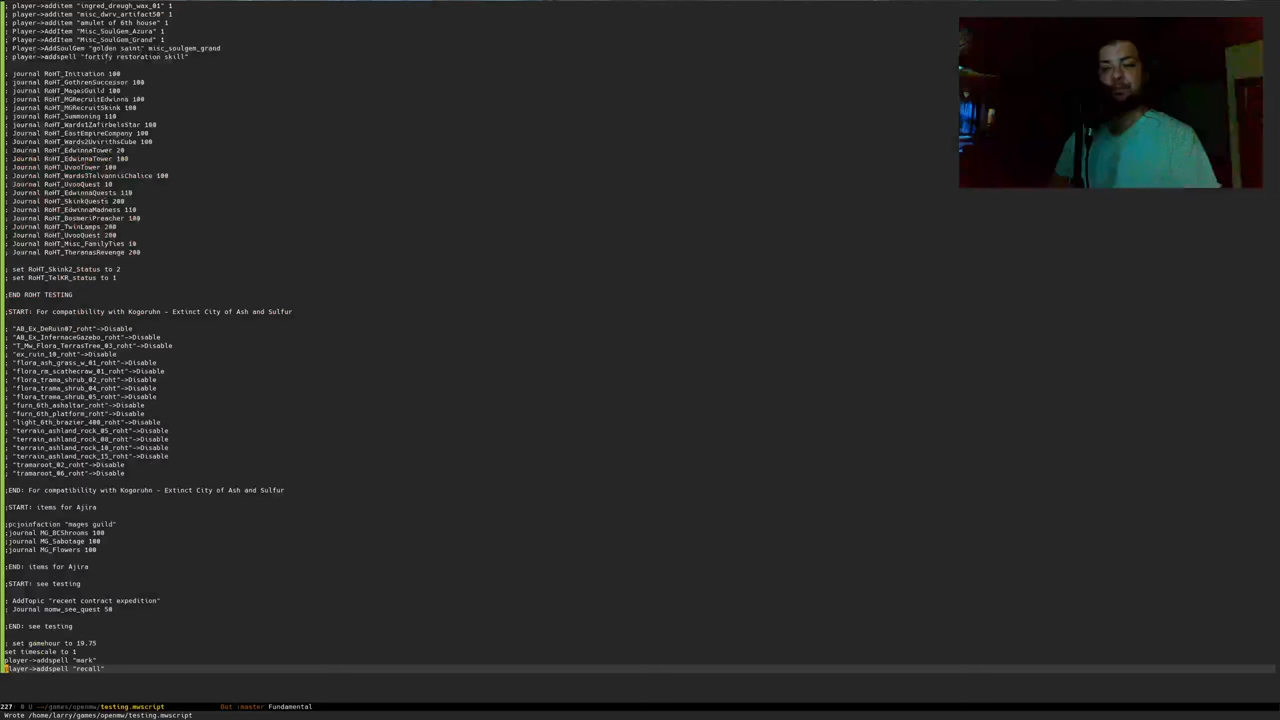 ; player->additem "ingred_dreugh_wax_01" 1
; player->additem "misc_dwrv_artifact50" 1
; player->additem "amulet of 6th house" 1
; Player->AddItem "Misc_SoulGem_Azura" 1
; Player->AddItem "Misc_SoulGem_Grand" 1
; Player->AddSoulGem "golden saint" misc_soulgem_grand
; player->addspell "fortify restoration skill"
; journal RoHT_Initiation 100
; journal RoHT_GothrenSuccessor 100
; journal RoHT_MagesGuild 100
; journal RoHT_MGRecruitEdwinna 100
; journal RoHT_MGRecruitSkink 100
; journal RoHT_Summoning 110
; journal RoHT_Wards1ZafirbelsStar 100
; Journal RoHT_EastEmpireCompany 100
; Journal RoHT_Wards2UvirithsCube 100
; Journal RoHT_EdwinnaTower 20
; Journal RoHT_EdwinnaTower 100
; Journal RoHT_UvooTower 100
; Journal RoHT_Wards3TelvannisChalice 100
; Journal RoHT_UvooQuest 10
; Journal RoHT_EdwinnaQuests 110
; Journal RoHT_SkinkQuests 200
; Journal RoHT_EdwinnaMadness 110
; Journal RoHT_BosmeriPreacher 100
; Journal RoHT_TwinLamps 200
; Journal RoHT_UvooQuest 200
; Journal RoHT_Misc_FamilyTies 10
; Journal RoHT_TheranasRevenge 200
; set RoHT_Skink2_Status to 2
; set RoHT_TelKR_status to 1
;END ROHT TESTING
;START: For compatibility with Kogoruhn - Extinct City of Ash and Sulfur
; "AB_Ex_DeRuin07_roht"->Disable
; "AB_Ex_InfernaceGazebo_roht"->Disable
; "T_Mw_Flora_TerrasTree_03_roht"->Disable
; "ex_ruin_10_roht"->Disable
; "flora_ash_grass_w_01_roht"->Disable
; "flora_rm_scathecraw_01_roht"->Disable
; "flora_trama_shrub_02_roht"->Disable
; "flora_trama_shrub_04_roht"->Disable
; "flora_trama_shrub_05_roht"->Disable
; "furn_6th_ashaltar_roht"->Disable
; "furn_6th_platform_roht"->Disable
; "light_6th_brazier_400_roht"->Disable
; "terrain_ashland_rock_05_roht"->Disable
; "terrain_ashland_rock_08_roht"->Disable
; "terrain_ashland_rock_10_roht"->Disable
; "terrain_ashland_rock_15_roht"->Disable
; "tramaroot_02_roht"->Disable
; "tramaroot_06_roht"->Disable
;END: For compatibility with Kogoruhn - Extinct City of Ash and Sulfur
;START: items for Ajira
;pcjoinfaction "mages guild"
;journal MG_BCShrooms 100
;journal MG_Sabotage 100
;journal MG_Flowers 100
;END: items for Ajira
;START: see testing
; AddTopic "recent contract expedition"
; Journal momw_see_quest 50
;END: see testing
; set gamehour to 19.75
set timescale to 1
player->addspell "mark"
player->addspell "recall"
227: ~/games/openmw/testing.mwscript Bot :master Fundamental
Wrote /home/larry/games/openmw/testing.mwscript